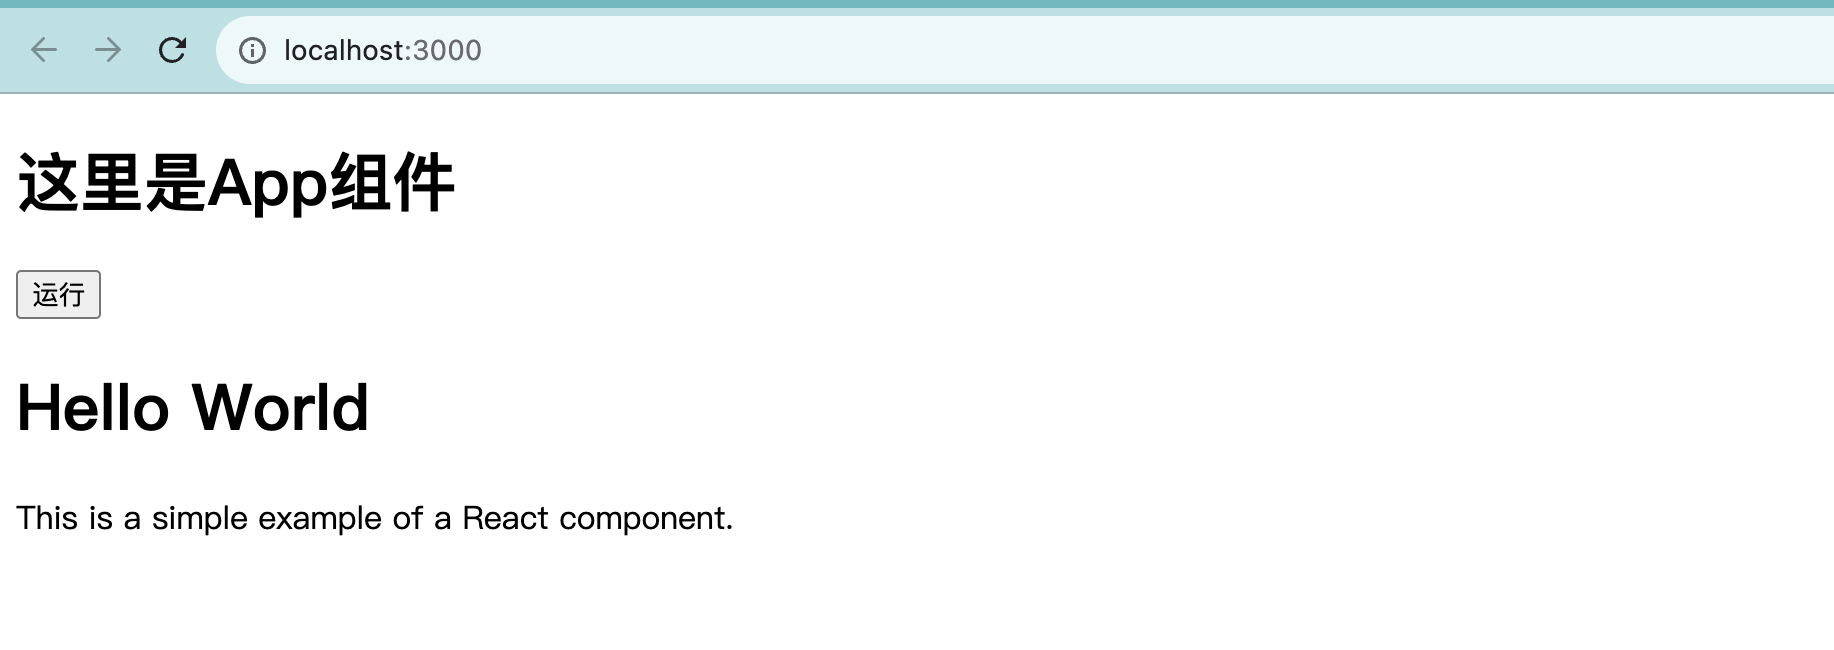 localhost:3000
这里是App组件
运行
Hello World
This is a simple example of a React component.